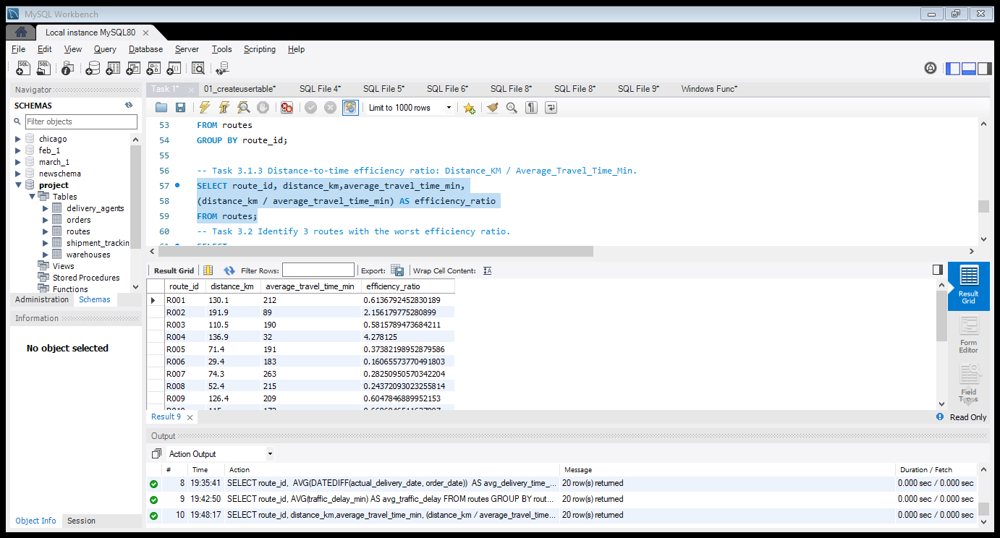 MySQL Workbench
Local instance MySQL80
File Edit View Query Database Server Tools Scripting Help
Navigator
SCHEMAS
Filter objects
chicago
feb_1
march_1
newschema
project
Tables
delivery_agents
orders
routes
shipment_trackin
warehouses
Views
Stored Procedures
Functions
Administration Schemas
Information
No object selected
Object Info Session
Task 1* 01_createusertable* SQL File 4* SQL File 5* SQL File 6* SQL File 8* SQL File 8* SQL File 9* Windows Func*
Limit to 1000 rows
53 FROM routes
54 GROUP BY route_id;
55
56 -- Task 3.1.3 Distance-to-time efficiency ratio: Distance_KM / Average_Travel_Time_Min.
57 SELECT route_id, distance_km,average_travel_time_min,
58 (distance_km / average_travel_time_min) AS efficiency_ratio
59 FROM routes;
60 -- Task 3.2 Identify 3 routes with the worst efficiency ratio.
61 SELECT
Result Grid Filter Rows: Export: Wrap Cell Content:
route_id distance_km average_travel_time_min efficiency_ratio
R001 130.1 212 0.6136792452830189
R002 191.9 89 2.156179775280899
R003 110.5 190 0.5815789473684211
R004 136.9 32 4.278125
R005 71.4 191 0.37382198952879586
R006 29.4 183 0.16065573770491803
R007 74.3 263 0.28250950570342204
R008 52.4 215 0.24372093023255814
R009 126.4 209 0.6047846889952153
Result Grid
Form Editor
Field Types
Result 9
Read Only
Output
Action Output
# Time Action Message Duration / Fetch
8 19:35:41 SELECT route_id, AVG(DATEDIFF(actual_delivery_date, order_date)) AS avg_delivery_time_... 20 row(s) returned 0.000 sec / 0.000 sec
9 19:42:50 SELECT route_id, AVG(traffic_delay_min) AS avg_traffic_delay FROM routes GROUP BY rout... 20 row(s) returned 0.000 sec / 0.000 sec
10 19:48:17 SELECT route_id, distance_km,average_travel_time_min, (distance_km / average_travel_time... 20 row(s) returned 0.000 sec / 0.000 sec